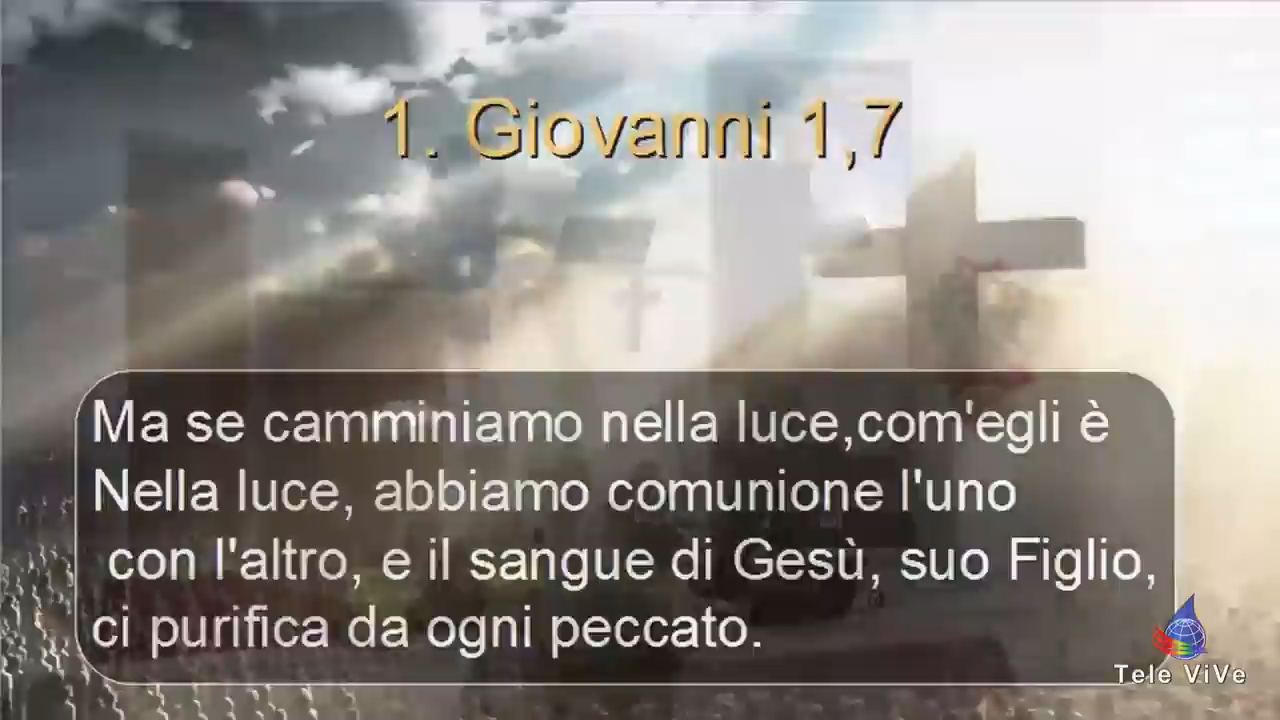 1. Giovanni 1,7
Ma se camminiamo nella luce,com'egli è
Nella luce, abbiamo comunione l'uno
con l'altro, e il sangue di Gesù, suo Figlio,
ci purifica da ogni peccato.
Tele ViVe